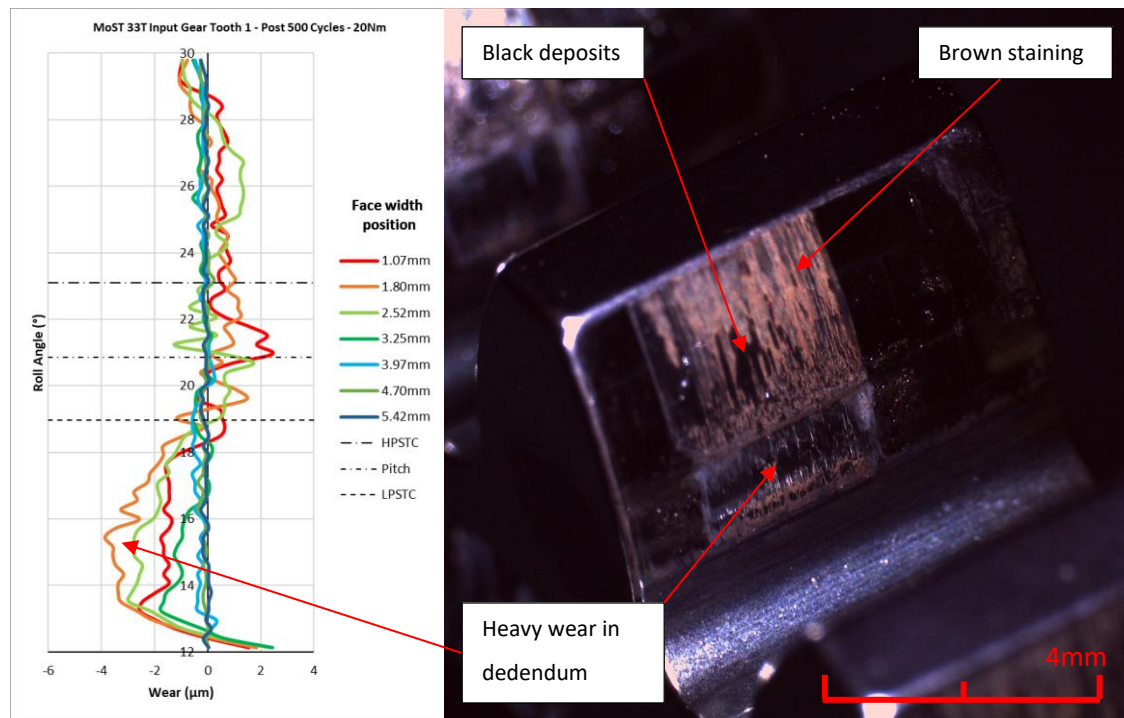 MoST 33T Input Gear Tooth 1 - Post 500 Cycles - 20Nm
30
28
26
24
22
20
18
16
14
12
Roll Angle (°)
-6 -4 -2 0 2 4
Wear (µm)
Face width
position
1.07mm
1.80mm
2.52mm
3.25mm
3.97mm
4.70mm
5.42mm
HPSTC
Pitch
LPSTC
Black deposits
Brown staining
Heavy wear in
dedendum
4mm